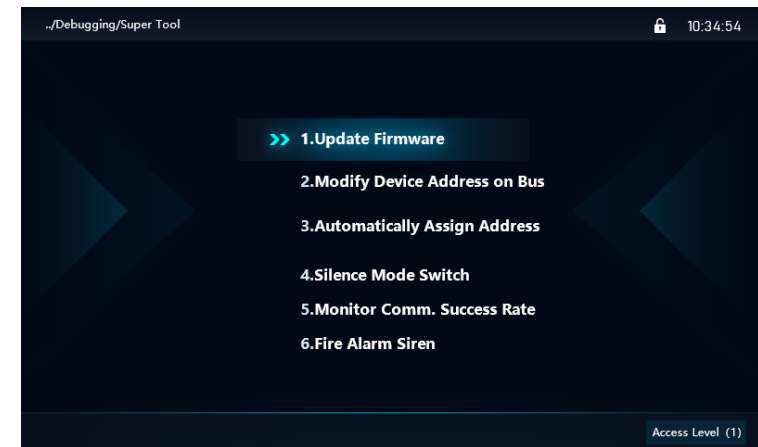 ../Debugging/Super Tool
10:34:54
1.Update Firmware
2.Modify Device Address on Bus
3.Automatically Assign Address
4.Silence Mode Switch
5.Monitor Comm. Success Rate
6.Fire Alarm Siren
Access Level (1)